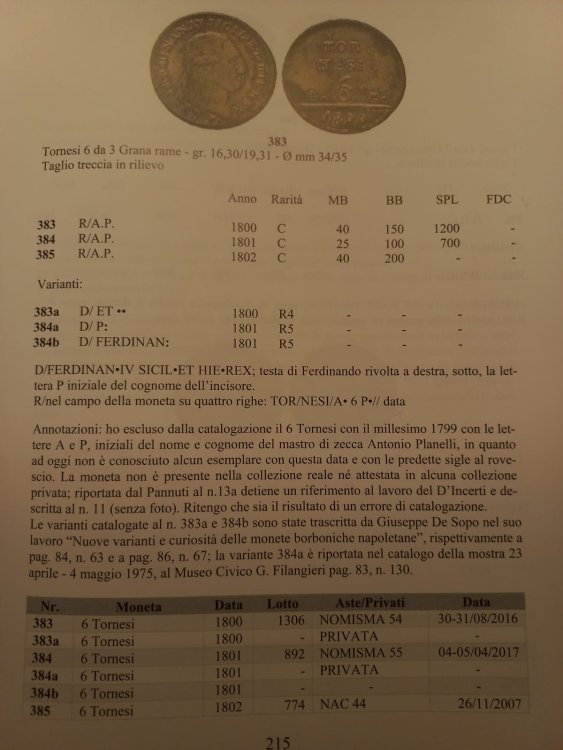 TOR
NESI
6
1800
383
Tornesi 6 da 3 Grana rame - gr. 16,30/19,31 - Ø mm 34/35
Taglio treccia in rilievo
Anno Rarità MB BB SPL FDC
383 R/A.P. 1800 C 40 150 1200 -
384 R/A.P. 1801 C 25 100 700 -
385 R/A.P. 1802 C 40 200 - -
Varianti:
383a D/ ET •• 1800 R4 - - - -
384a D/ P: 1801 R5 - - - -
384b D/ FERDINAN: 1801 R5 - - - -
D/FERDINAN•IV SICIL•ET HIE•REX; testa di Ferdinando rivolta a destra, sotto, la let-
tera P iniziale del cognome dell'incisore.
R/nel campo della moneta su quattro righe: TOR/NESI/A• 6 P•// data
Annotazioni: ho escluso dalla catalogazione il 6 Tornesi con il millesimo 1799 con le let-
tere A e P, iniziali del nome e cognome del mastro di zecca Antonio Planelli, in quanto
ad oggi non è conosciuto alcun esemplare con questa data e con le predette sigle al rove-
scio. La moneta non è presente nella collezione reale né attestata in alcuna collezione
privata; riportata dal Pannuti al n.13a detiene un riferimento al lavoro del D'Incerti e de-
scritta al n. 11 (senza foto). Ritengo che sia il risultato di un errore di catalogazione.
Le varianti catalogate al n. 383a e 384b sono state trascritta da Giuseppe De Sopo nel suo
lavoro “Nuove varianti e curiosità delle monete borboniche napoletane”, rispettivamente a
pag. 84, n. 63 e a pag. 86, n. 67; la variante 384a è riportata nel catalogo della mostra 23
aprile - 4 maggio 1975, al Museo Civico G. Filangieri pag. 83, n. 130.
Nr. Moneta Data Lotto Aste/Privati Data
383 6 Tornesi 1800 1306 NOMISMA 54 30-31/08/2016
383a 6 Tornesi 1800 - PRIVATA -
384 6 Tornesi 1801 892 NOMISMA 55 04-05/04/2017
384a 6 Tornesi 1801 - PRIVATA -
384b 6 Tornesi 1801 - - -
385 6 Tornesi 1802 774 NAC 44 26/11/2007
215